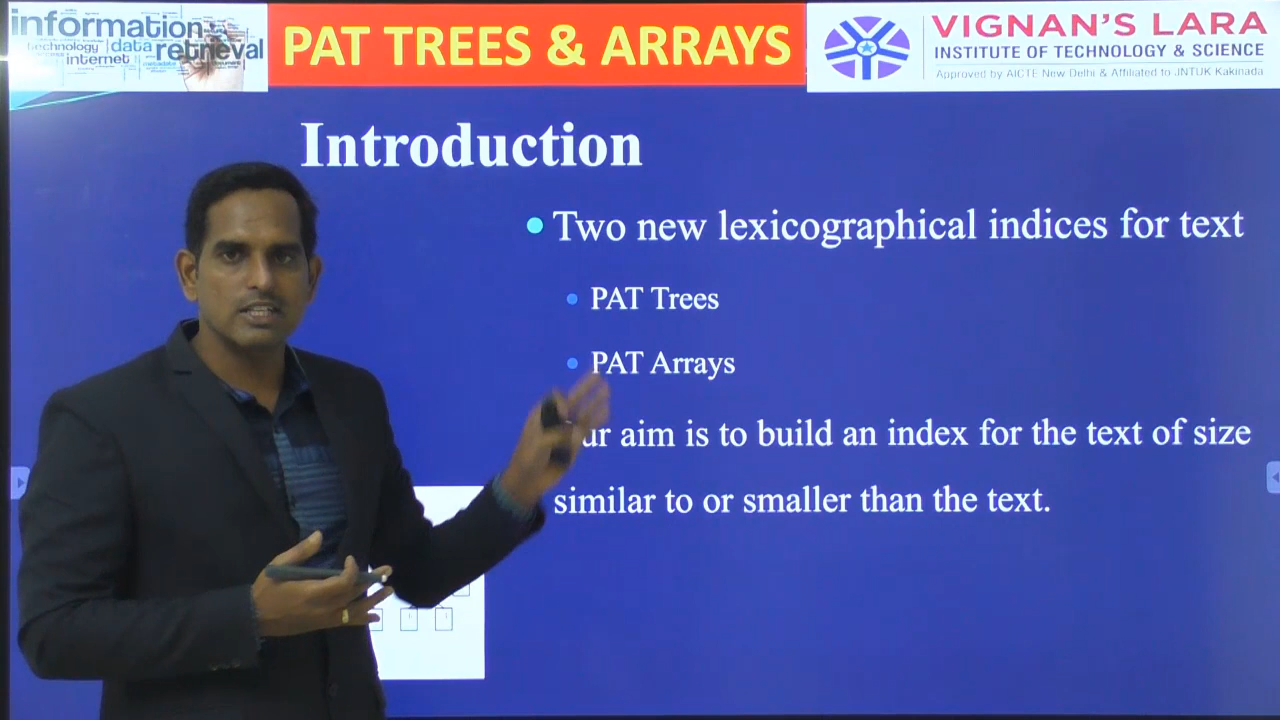 information
technology data retrieval
internet
PAT TREES & ARRAYS
VIGNAN'S LARA
INSTITUTE OF TECHNOLOGY & SCIENCE
Approved by AICTE New Delhi & Affiliated to JNTUK Kakinada
Introduction
Two new lexicographical indices for text
PAT Trees
PAT Arrays
ur aim is to build an index for the text of size
similar to or smaller than the text.